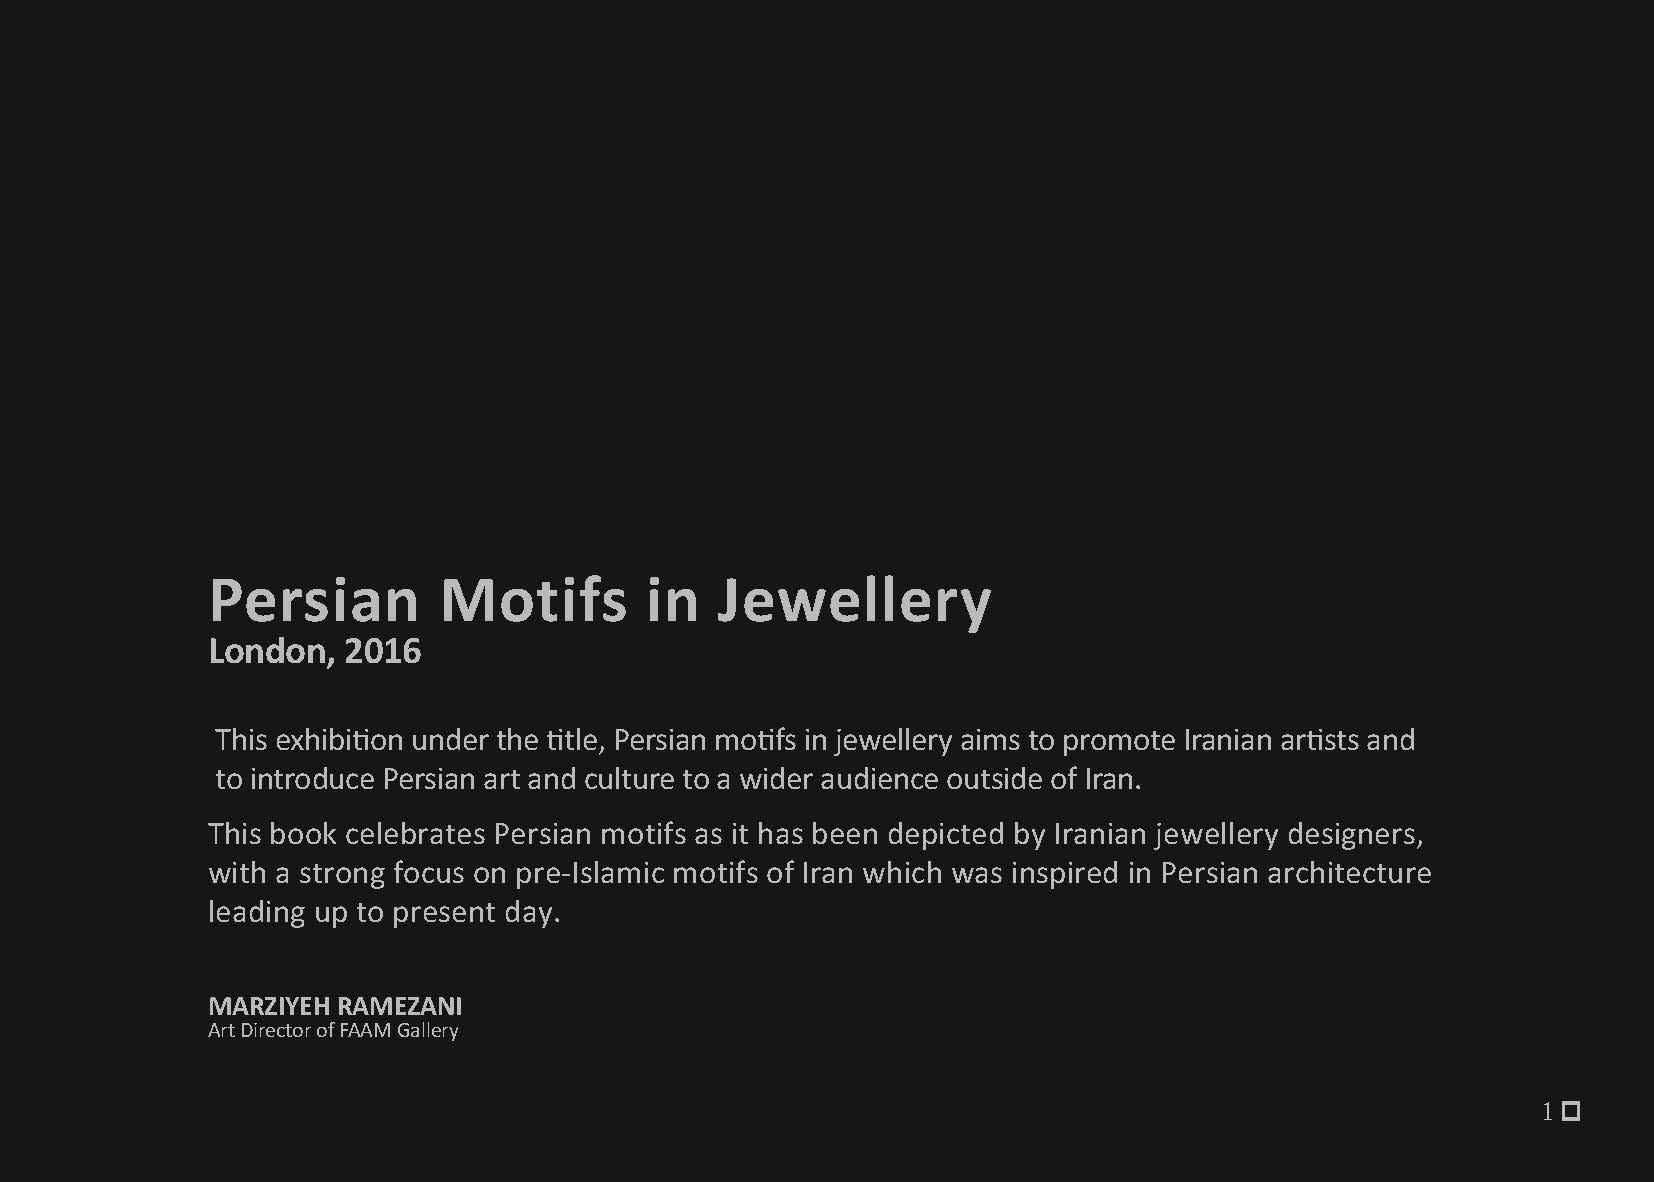 Persian Motifs in Jewellery
London, 2016
This exhibition under the title, Persian motifs in jewellery aims to promote Iranian artists and
to introduce Persian art and culture to a wider audience outside of Iran.
This book celebrates Persian motifs as it has been depicted by Iranian jewellery designers,
with a strong focus on pre-Islamic motifs of Iran which was inspired in Persian architecture
leading up to present day.
MARZIYEH RAMEZANI
Art Director of FAAM Gallery
1